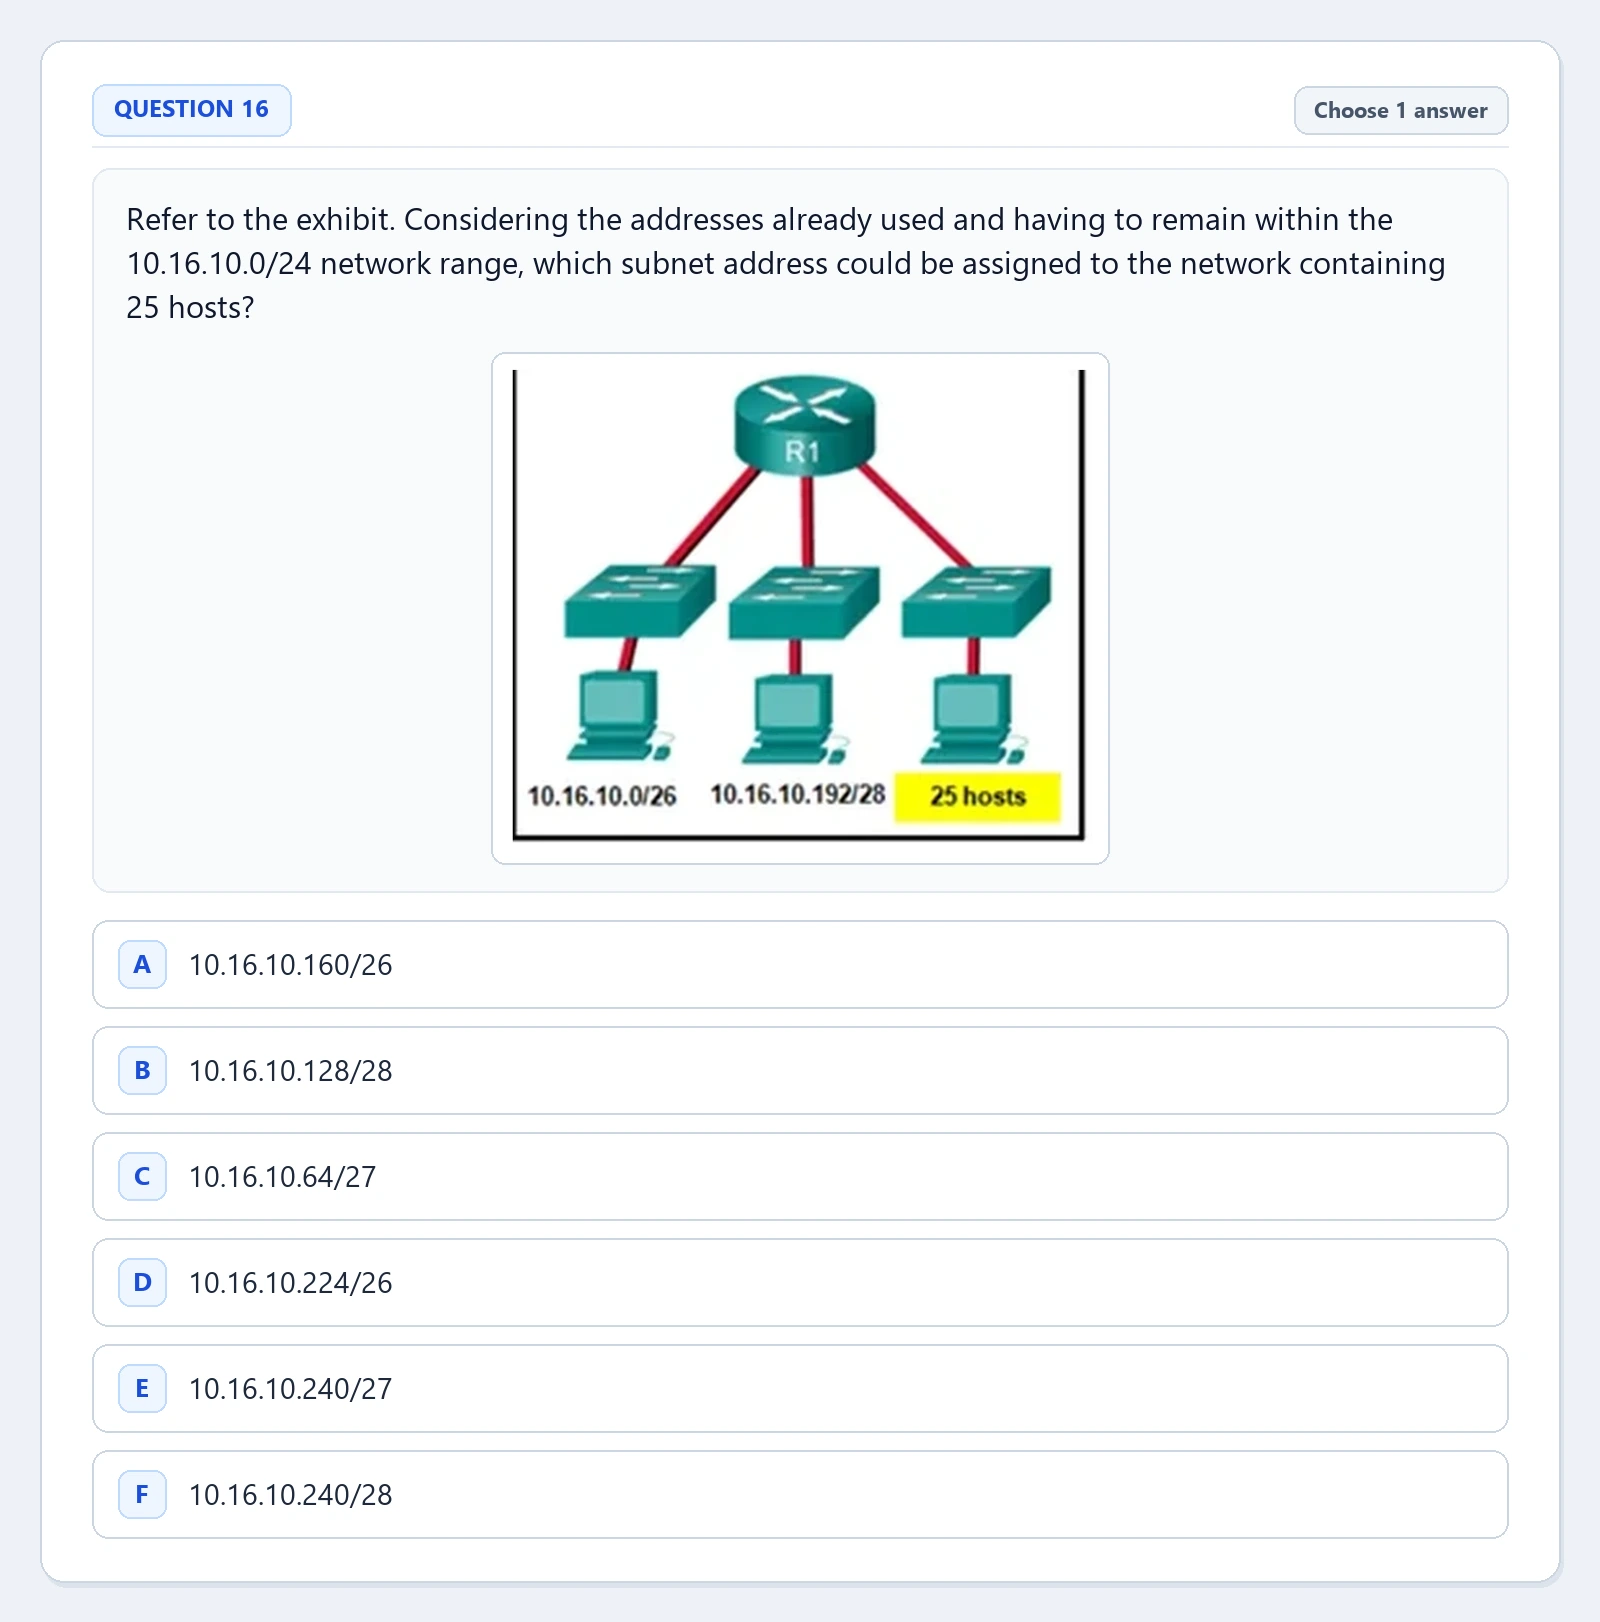 QUESTION 16
Choose 1 answer
Refer to the exhibit. Considering the addresses already used and having to remain within the
10.16.10.0/24 network range, which subnet address could be assigned to the network containing
25 hosts?
R1
10.16.10.0/26
10.16.10.192/28
25 hosts
A
10.16.10.160/26
B
10.16.10.128/28
C
10.16.10.64/27
D
10.16.10.224/26
E
10.16.10.240/27
F
10.16.10.240/28